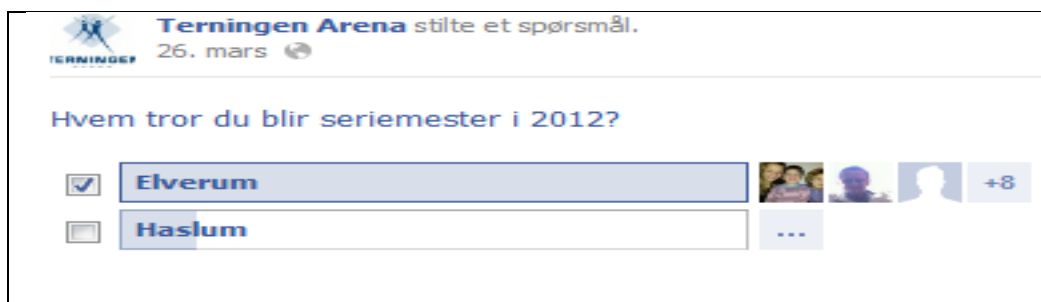 Terningen Arena stilte et spørsmål.
TERNINGEN
26. mars
Hvem tror du blir seriemester i 2012?
Elverum
+8
Haslum
...